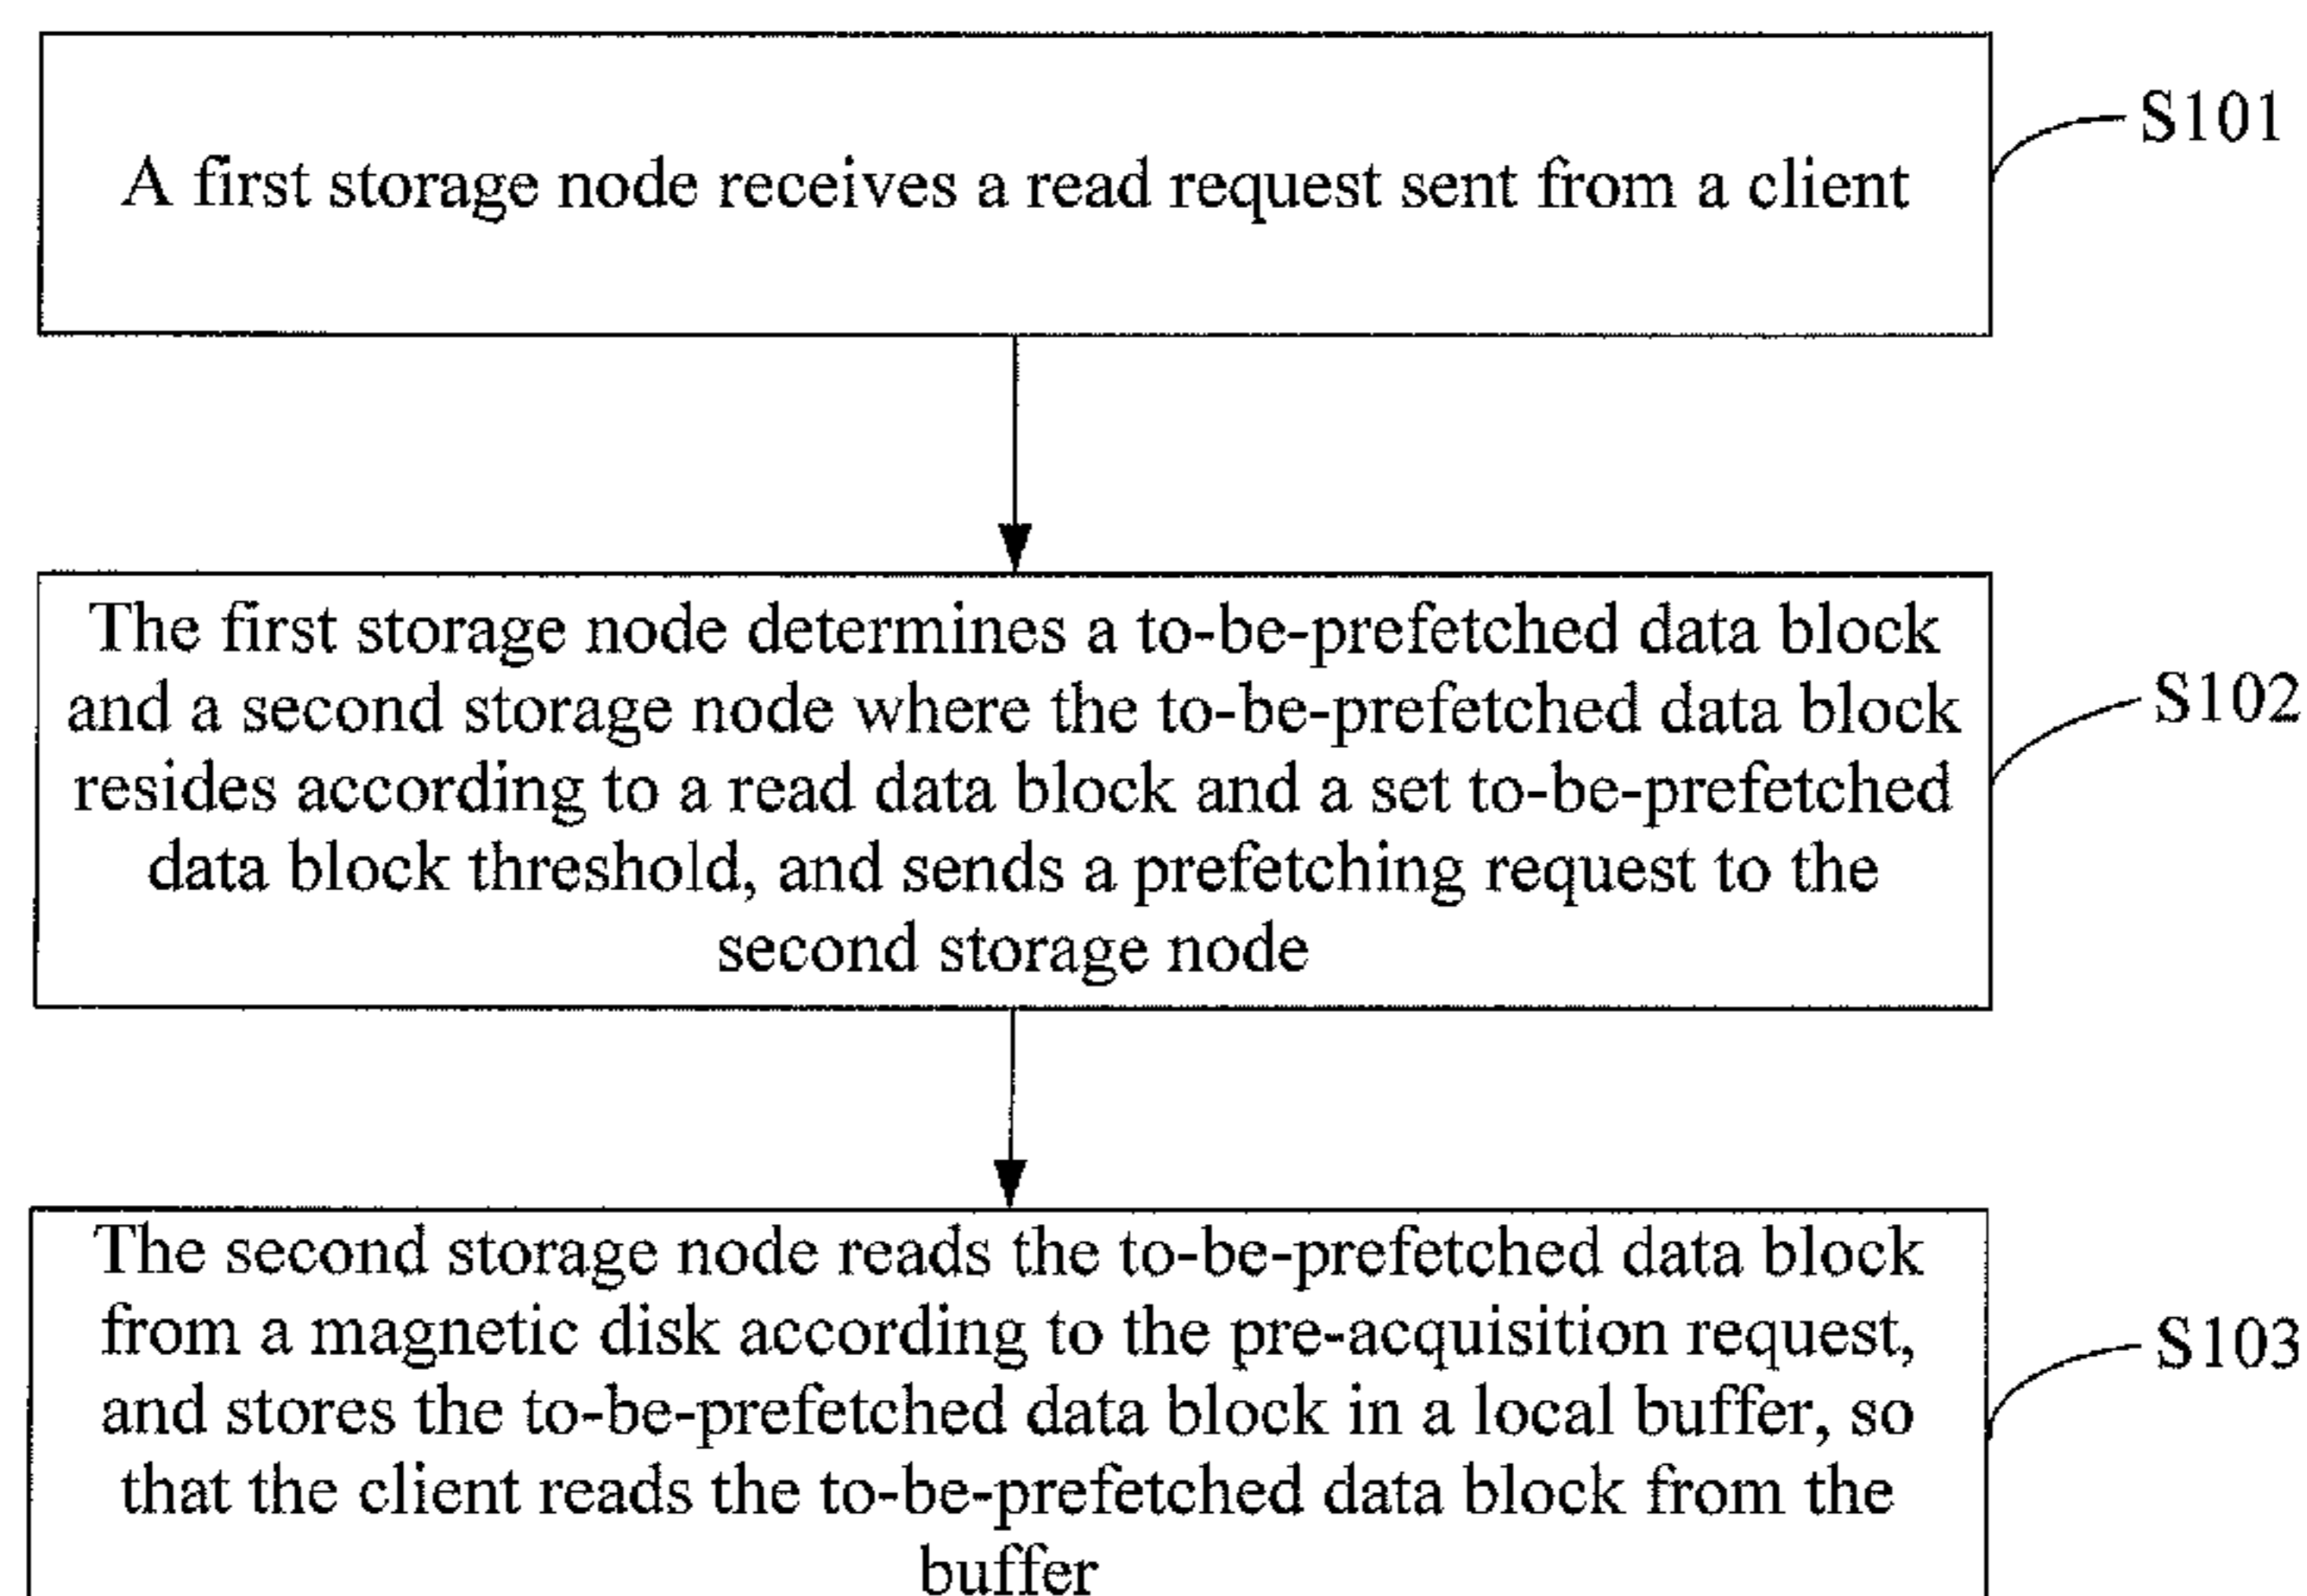 A first storage node receives a read request sent from a client
S101
The first storage node determines a to-be-prefetched data block
and a second storage node where the to-be-prefetched data block
resides according to a read data block and a set to-be-prefetched
data block threshold, and sends a prefetching request to the
second storage node
S102
The second storage node reads the to-be-prefetched data block
from a magnetic disk according to the pre-acquisition request,
and stores the to-be-prefetched data block in a local buffer, so
that the client reads the to-be-prefetched data block from the
buffer
S103